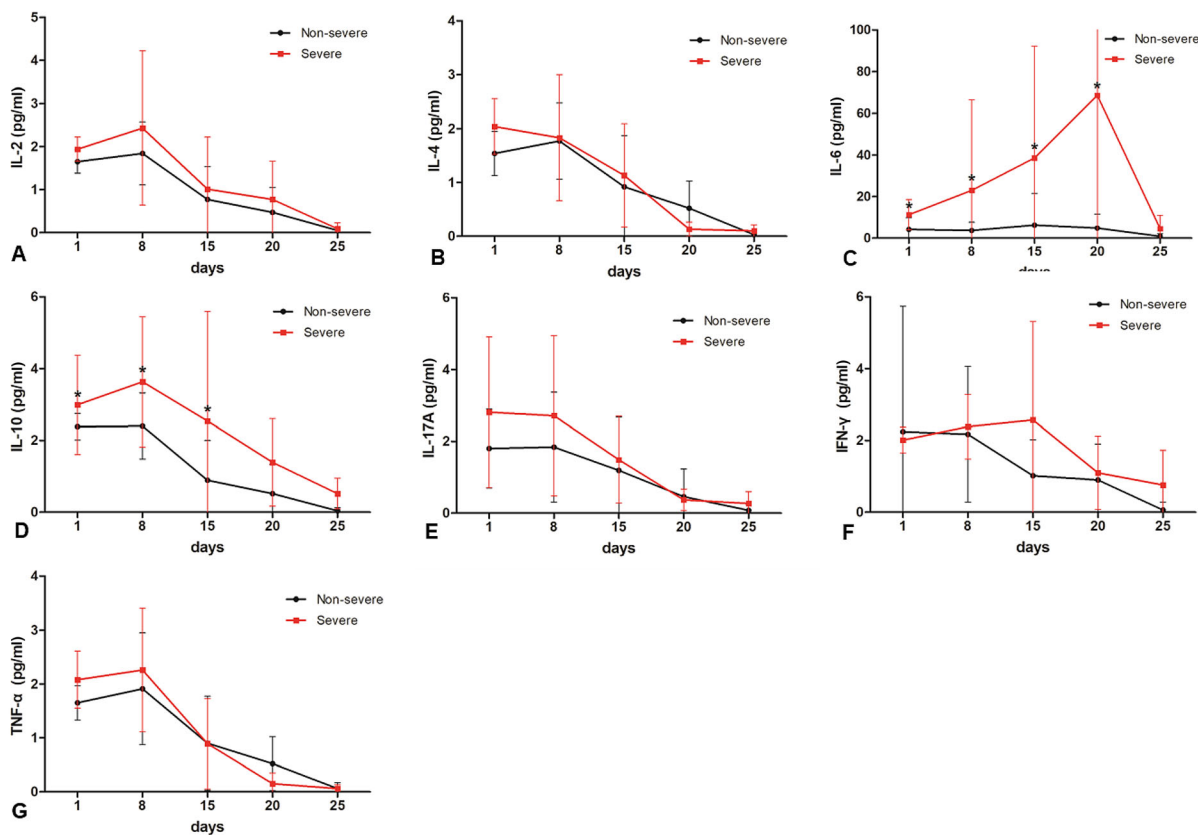 5
4
3
2
1
0
IL-2 (pg/ml)
Non-severe
Severe
1 8 15 20 25
days
A
4
3
2
1
0
IL-4 (pg/ml)
Non-severe
Severe
1 8 15 20 25
days
B
100
80
60
40
20
0
IL-6 (pg/ml)
Non-severe
Severe
* * * *
1 8 15 20 25
days
C
6
4
2
0
IL-10 (pg/ml)
Non-severe
Severe
* * *
1 8 15 20 25
days
D
6
4
2
0
IL-17A (pg/ml)
Non-severe
Severe
1 8 15 20 25
days
E
6
4
2
0
IFN-γ (pg/ml)
Non-severe
Severe
1 8 15 20 25
days
F
4
3
2
1
0
TNF-α (pg/ml)
Non-severe
Severe
1 8 15 20 25
days
G